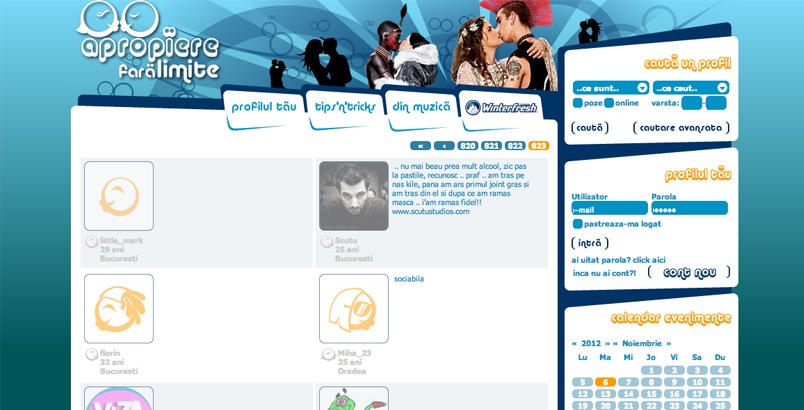 apropiere
fară limite
profilul tău
tips'n'tricks
din muzică
Winterfresh
« ‹ 820 821 822 823
little_mark
29 ani
Bucuresti
.. nu mai beau prea mult alcool, zic pas
la pastile, recunosc .. praf .. am tras pe
nas kile, pana am ars primul joint gras si
am tras din el si dupa ce am ramas
masca .. i'am ramas fidel!!
www.scutustudios.com
Scutu
25 ani
Bucuresti
florin
32 ani
Bucuresti
sociabila
Miha_23
25 ani
Oradea
caută un profil
..ce sunt.. ..ce caut..
poze online varsta: -
(caută) (cautare avansata)
profilul tău
Utilizator Parola
i-mail ••••••
pastreaza-ma logat
(intră)
ai uitat parola? click aici
inca nu ai cont?! (cont nou)
calendar evenimente
« 2012 » « Noiembrie »
Lu Ma Mi Jo Vi Sa Du
1 2 3 4
5 6 7 8 9 10 11
12 13 14 15 16 17 18
19 20 21 22 23 24 25